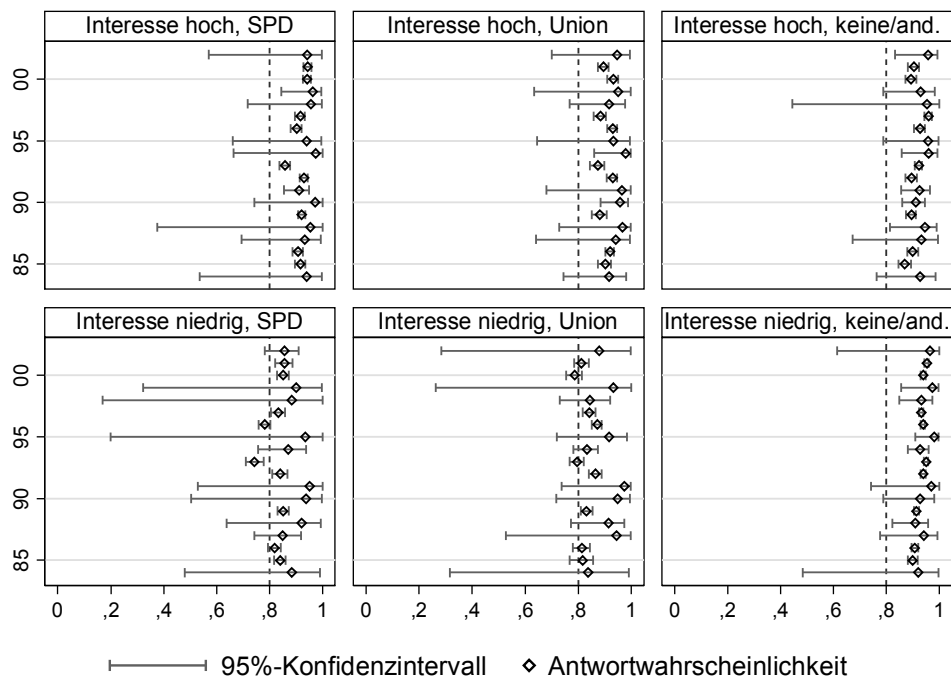 Interesse hoch, SPD
Interesse hoch, Union
Interesse hoch, keine/and.
00
95
90
85
Interesse niedrig, SPD
Interesse niedrig, Union
Interesse niedrig, keine/and.
00
95
90
85
0 ,2 ,4 ,6 ,8 1
0 ,2 ,4 ,6 ,8 1
0 ,2 ,4 ,6 ,8 1
95%-Konfidenzintervall
Antwortwahrscheinlichkeit